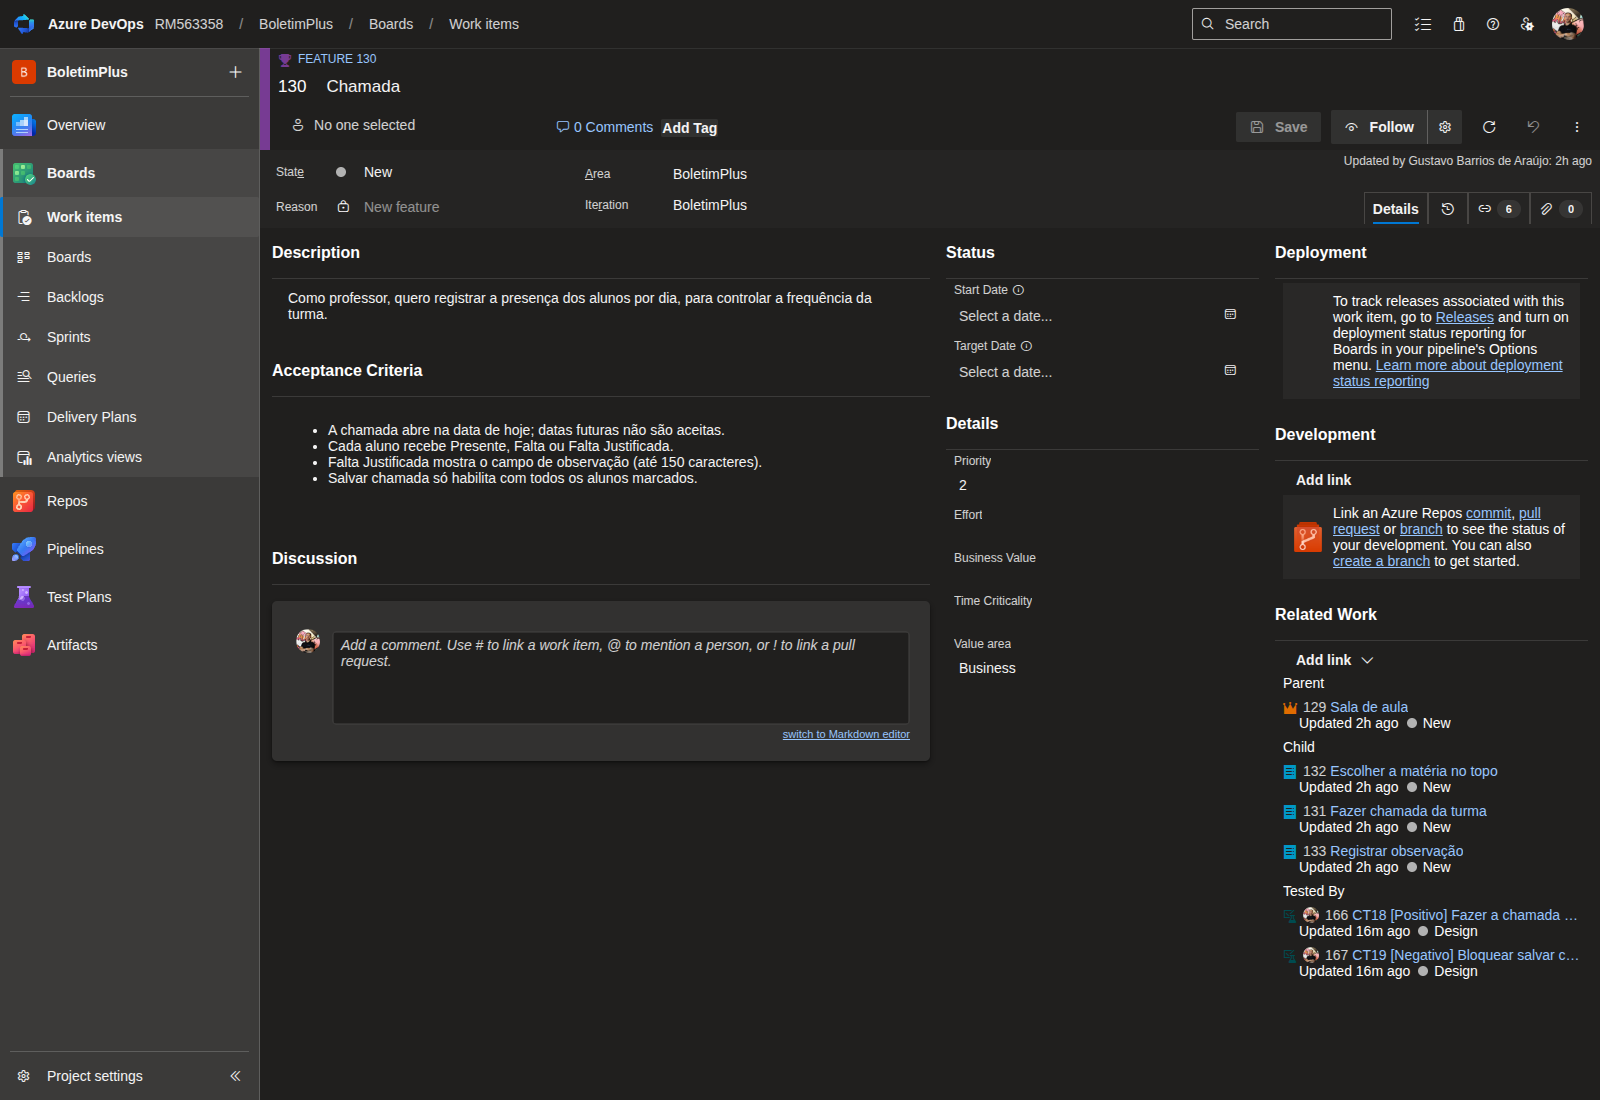 Azure DevOps RM563358 / BoletimPlus / Boards / Work items
Search
B BoletimPlus
Overview
Boards
Work items
Boards
Backlogs
Sprints
Queries
Delivery Plans
Analytics views
Repos
Pipelines
Test Plans
Artifacts
Project settings
FEATURE 130
130 Chamada
No one selected
0 Comments Add Tag
Save
Follow
Updated by Gustavo Barrios de Araújo: 2h ago
State New
Area BoletimPlus
Reason New feature
Iteration BoletimPlus
Details 6 0
Description
Como professor, quero registrar a presença dos alunos por dia, para controlar a frequência da
turma.
Acceptance Criteria
A chamada abre na data de hoje; datas futuras não são aceitas.
Cada aluno recebe Presente, Falta ou Falta Justificada.
Falta Justificada mostra o campo de observação (até 150 caracteres).
Salvar chamada só habilita com todos os alunos marcados.
Discussion
Add a comment. Use # to link a work item, @ to mention a person, or ! to link a pull
request.
switch to Markdown editor
Status
Start Date
Select a date...
Target Date
Select a date...
Details
Priority
2
Effort
Business Value
Time Criticality
Value area
Business
Deployment
To track releases associated with this
work item, go to Releases and turn on
deployment status reporting for
Boards in your pipeline's Options
menu. Learn more about deployment
status reporting
Development
Add link
Link an Azure Repos commit, pull
request or branch to see the status of
your development. You can also
create a branch to get started.
Related Work
Add link
Parent
129 Sala de aula
Updated 2h ago New
Child
132 Escolher a matéria no topo
Updated 2h ago New
131 Fazer chamada da turma
Updated 2h ago New
133 Registrar observação
Updated 2h ago New
Tested By
166 CT18 [Positivo] Fazer a chamada …
Updated 16m ago Design
167 CT19 [Negativo] Bloquear salvar c…
Updated 16m ago Design